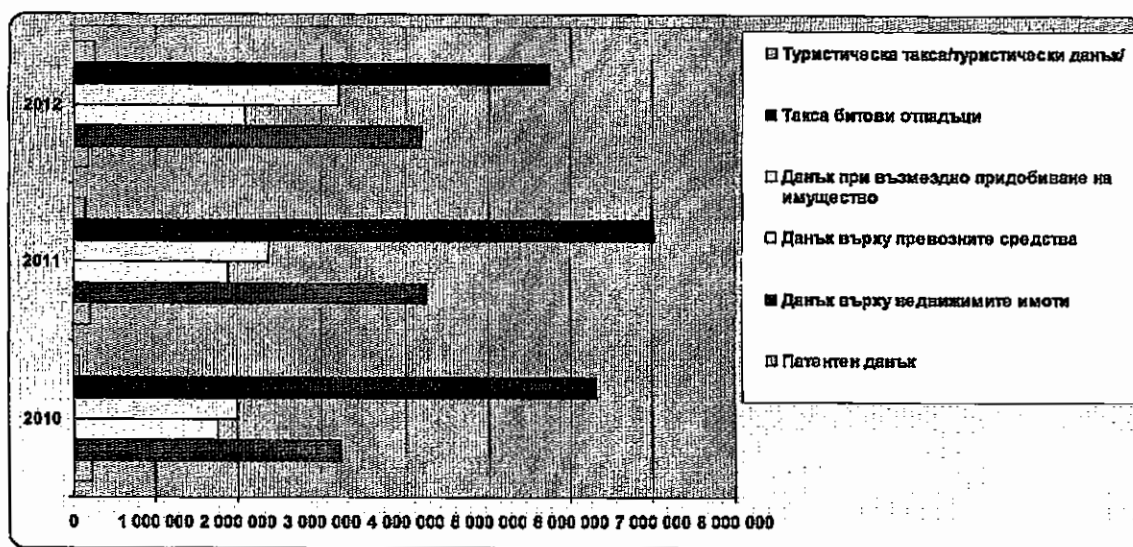 2012
2011
2010
0 1 000 000 2 000 000 3 000 000 4 000 000 5 000 000 6 000 000 7 000 000 8 000 000
Туристическа такса/туристически данък/
Такса битови отпадъци
Данък при възмездно придобиване на
имущество
Данък върху превозните средства
Данък върху недвижимите имоти
Патентен данък